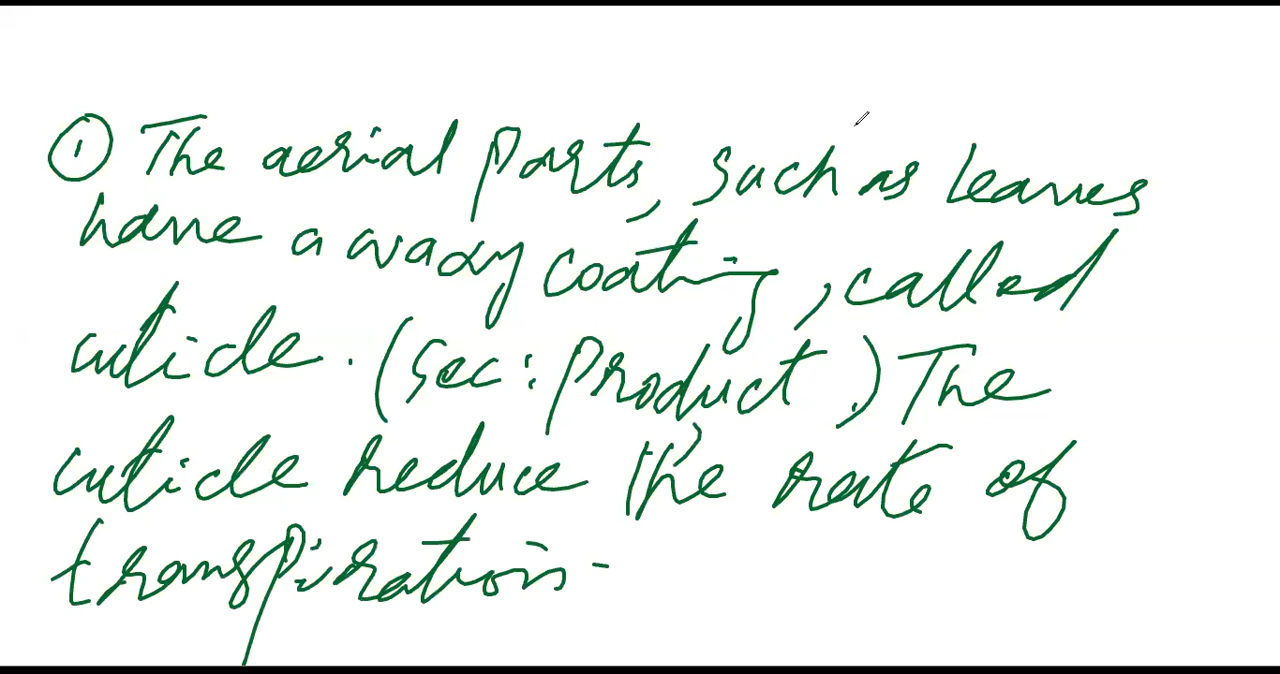 ① The aerial parts, such as leaves
have a waxy coating, called
cuticle. (Sec: Product.) The
cuticle reduce the rate of
transpiration-